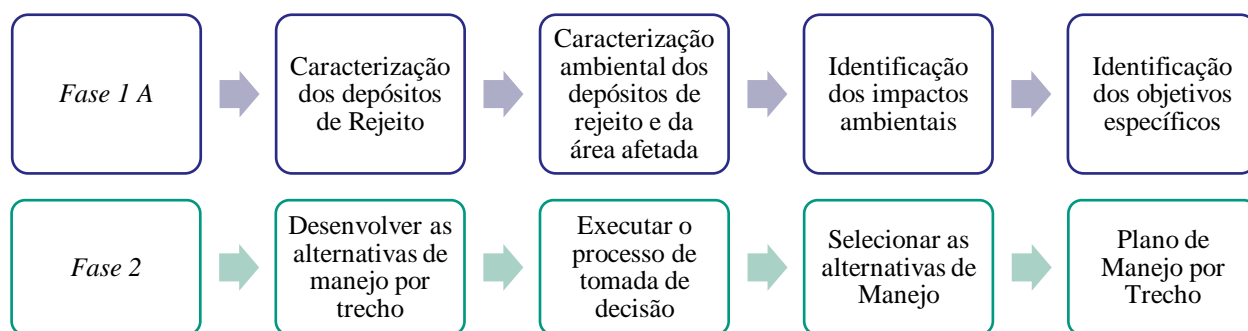 Fase 1 A
Caracterização
dos depósitos
de Rejeito
Caracterização
ambiental dos
depósitos de
rejeito e da
área afetada
Identificação
dos impactos
ambientais
Identificação
dos objetivos
específicos
Fase 2
Desenvolver as
alternativas de
manejo por
trecho
Executar o
processo de
tomada de
decisão
Selecionar as
alternativas de
Manejo
Plano de
Manejo por
Trecho